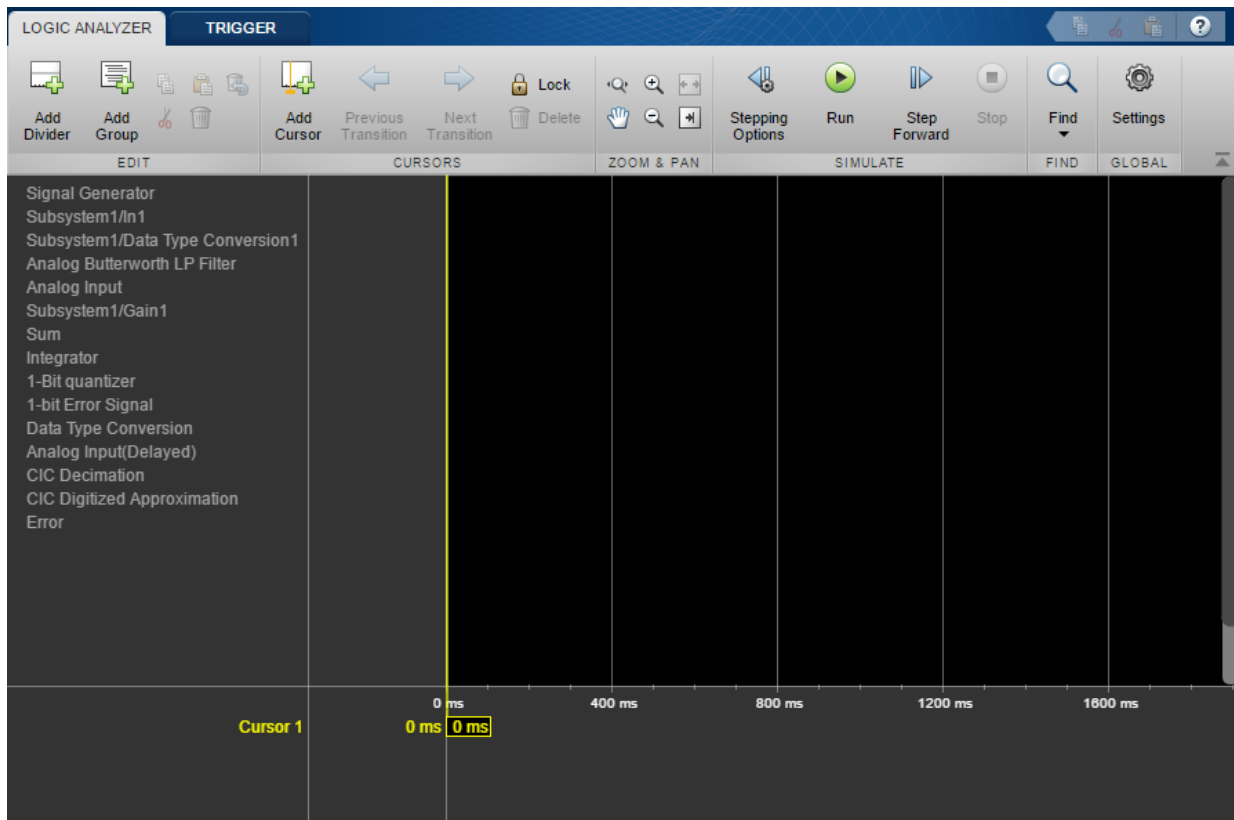 LOGIC ANALYZER TRIGGER
Lock
Add Divider
Add Group
Add Cursor
Previous Transition
Next Transition
Delete
Stepping Options
Run
Step Forward
Stop
Find
Settings
EDIT CURSORS ZOOM & PAN SIMULATE FIND GLOBAL
Signal Generator
Subsystem1/In1
Subsystem1/Data Type Conversion1
Analog Butterworth LP Filter
Analog Input
Subsystem1/Gain1
Sum
Integrator
1-Bit quantizer
1-bit Error Signal
Data Type Conversion
Analog Input(Delayed)
CIC Decimation
CIC Digitized Approximation
Error
0 ms 400 ms 800 ms 1200 ms 1600 ms
Cursor 1 0 ms 0 ms